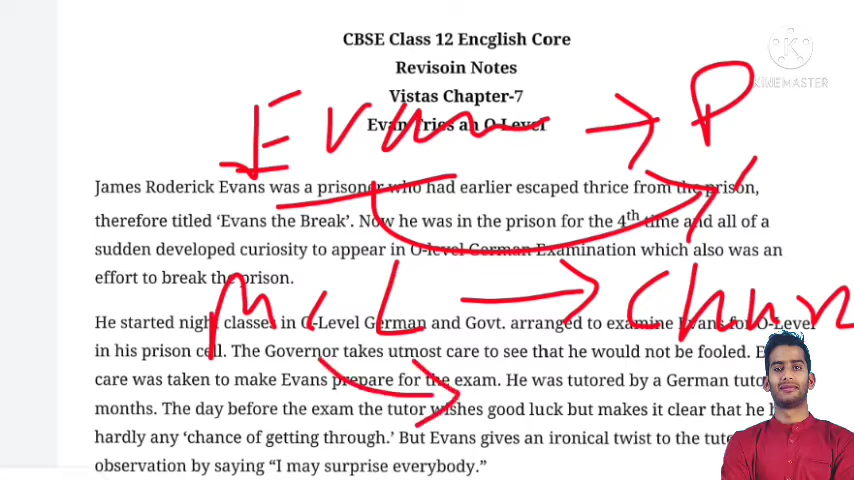 CBSE Class 12 Encglish Core
Revisoin Notes
Vistas Chapter-7
Evan Tries an O-Level
KINEMASTER
Evan → P
James Roderick Evans was a prisoner who had earlier escaped thrice from the prison,
therefore titled ‘Evans the Break’. Now he was in the prison for the 4th time and all of a
sudden developed curiosity to appear in O-level German Examination which also was an
effort to break the prison.
He started night classes in O-Level German and Govt. arranged to examine Evans for O-Level
in his prison cell. The Governor takes utmost care to see that he would not be fooled.
care was taken to make Evans prepare for the exam. He was tutored by a German
months. The day before the exam the tutor wishes good luck but makes it clear that he
hardly any ‘chance of getting through.’ But Evans gives an ironical twist to the
observation by saying “I may surprise everybody.”